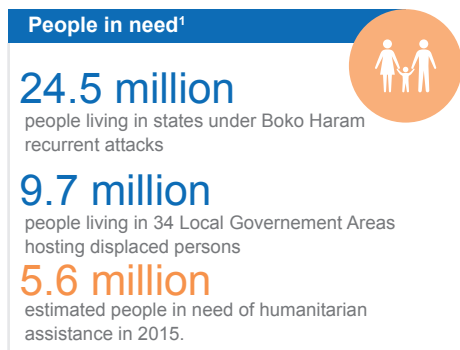 People in need¹
24.5 million
people living in states under Boko Haram
recurrent attacks
9.7 million
people living in 34 Local Governement Areas
hosting displaced persons
5.6 million
estimated people in need of humanitarian
assistance in 2015.